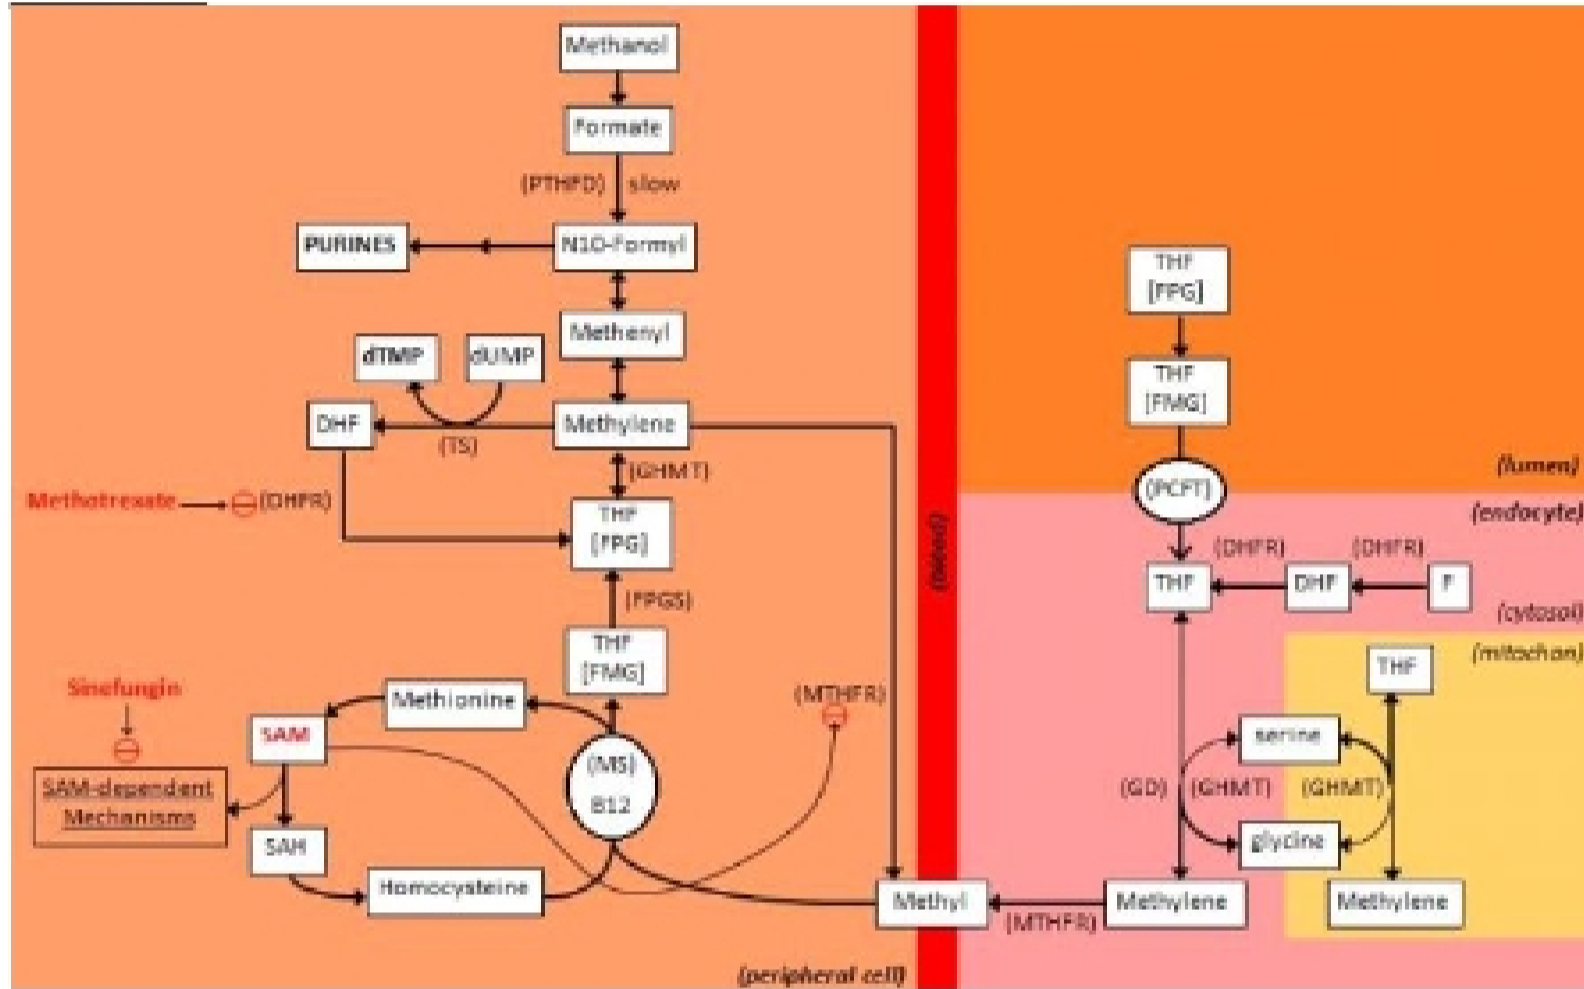 Methanol
Formate
(PTHFD) slow
PURINES
N10-Formyl
Methenyl
dTMP
dUMP
DHF
(TS)
Methylene
(GHMT)
Methotrexate
(DHFR)
THF
[FPG]
(FPGS)
THF
[FMG]
Sinefungin
Methionine
(MTHFR)
SAM
(MS)
B12
SAM-dependent
Mechanisms
SAH
Homocysteine
Methyl
(peripheral cell)
(blood)
THF
[FPG]
THF
[FMG]
(lumen)
(PCFT)
(endocyte)
(DHFR)
(DHFR)
THF
DHF
F
(cytosol)
(mitochon)
THF
serine
(GD)
(GHMT)
(GHMT)
glycine
Methylene
Methylene
(MTHFR)